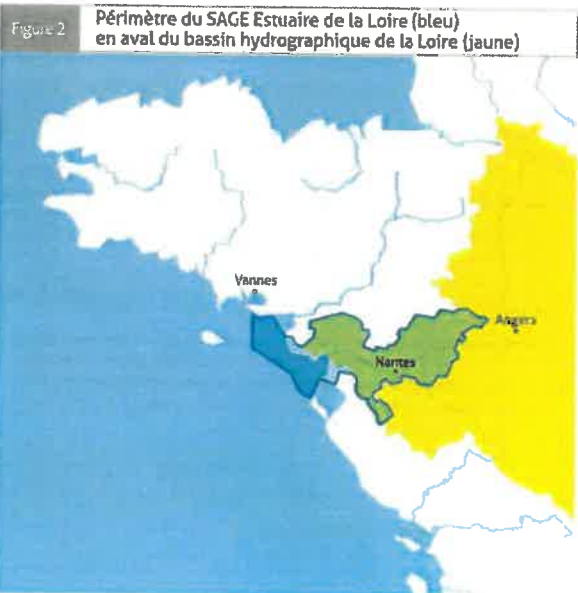 Figure 2
Périmètre du SAGE Estuaire de la Loire (bleu)
en aval du bassin hydrographique de la Loire (jaune)
Vannes
Angers
Nantes